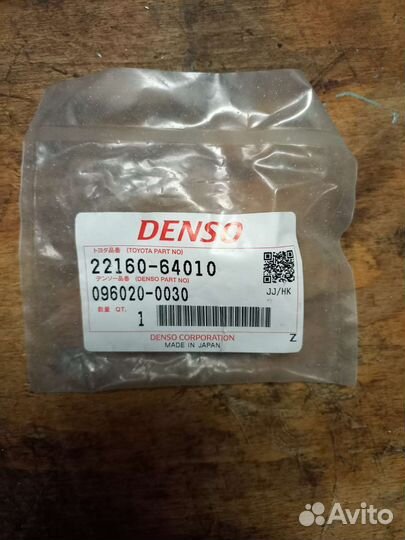 DENSO
トヨタ品番 (TOYOTA PART NO)
22160-64010
デンソー品番 (DENSO PART NO)
096020-0030
JJ/HK
数量 QT. 1
DENSO CORPORATION
MADE IN JAPAN
Z
Avito